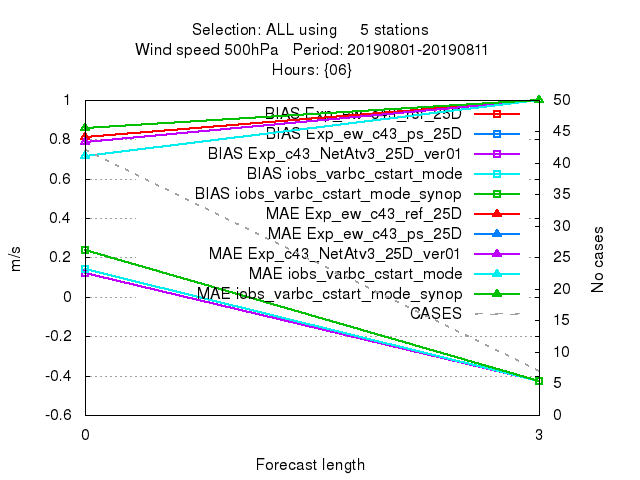 Selection: ALL using 5 stations
Wind speed 500hPa Period: 20190801-20190811
Hours: {06}
1
0.8
0.6
0.4
0.2
0
-0.2
-0.4
-0.6
m/s
BIAS Exp_ew_c43_ref_25D
BIAS Exp_ew_c43_ps_25D
BIAS Exp_c43_NetAtv3_25D_ver01
BIAS iobs_varbc_cstart_mode
BIAS iobs_varbc_cstart_mode_synop
MAE Exp_ew_c43_ref_25D
MAE Exp_ew_c43_ps_25D
MAE Exp_c43_NetAtv3_25D_ver01
MAE iobs_varbc_cstart_mode
MAE iobs_varbc_cstart_mode_synop
CASES
50
45
40
35
30
25
20
15
10
5
0
No cases
0 3
Forecast length